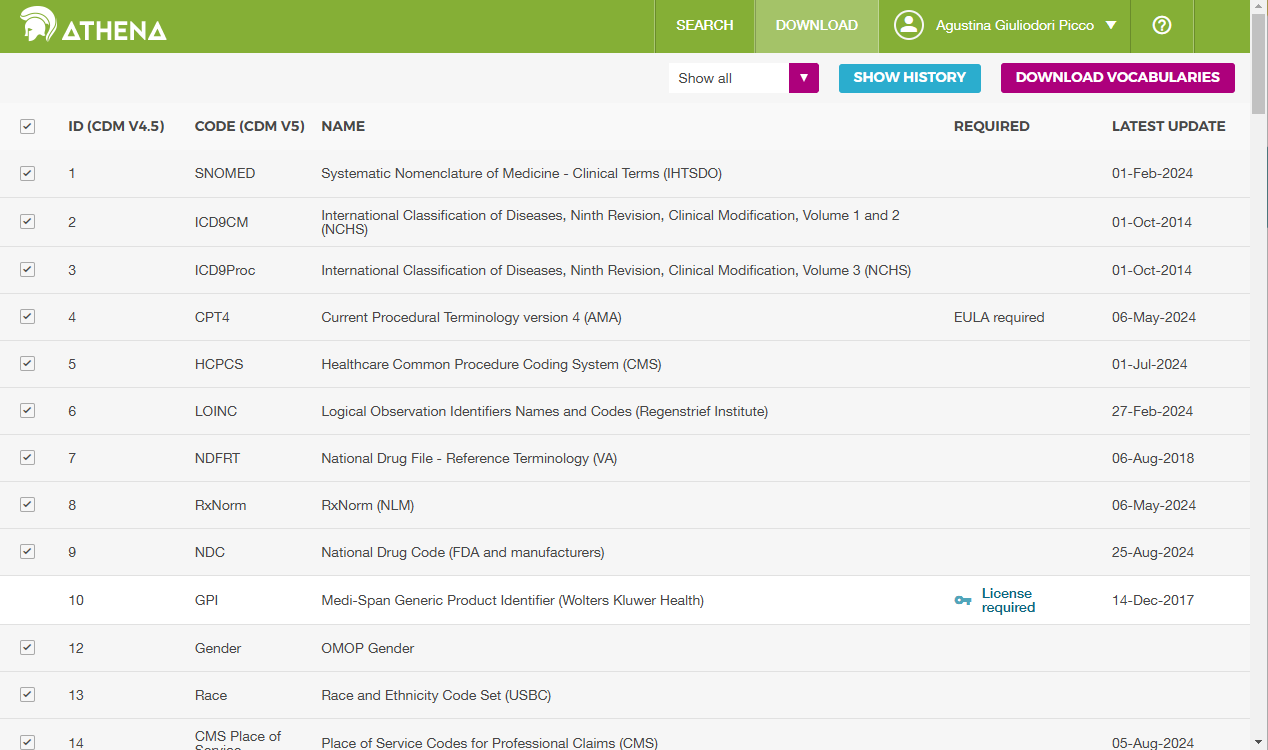 ATHENA
SEARCH
DOWNLOAD
Agustina Giuliodori Picco
Show all
SHOW HISTORY
DOWNLOAD VOCABULARIES
ID (CDM V4.5) CODE (CDM V5) NAME REQUIRED LATEST UPDATE
1 SNOMED Systematic Nomenclature of Medicine - Clinical Terms (IHTSDO) 01-Feb-2024
2 ICD9CM International Classification of Diseases, Ninth Revision, Clinical Modification, Volume 1 and 2
(NCHS) 01-Oct-2014
3 ICD9Proc International Classification of Diseases, Ninth Revision, Clinical Modification, Volume 3 (NCHS) 01-Oct-2014
4 CPT4 Current Procedural Terminology version 4 (AMA) EULA required 06-May-2024
5 HCPCS Healthcare Common Procedure Coding System (CMS) 01-Jul-2024
6 LOINC Logical Observation Identifiers Names and Codes (Regenstrief Institute) 27-Feb-2024
7 NDFRT National Drug File - Reference Terminology (VA) 06-Aug-2018
8 RxNorm RxNorm (NLM) 06-May-2024
9 NDC National Drug Code (FDA and manufacturers) 25-Aug-2024
10 GPI Medi-Span Generic Product Identifier (Wolters Kluwer Health) License
required 14-Dec-2017
12 Gender OMOP Gender
13 Race Race and Ethnicity Code Set (USBC)
14 CMS Place of
Service Place of Service Codes for Professional Claims (CMS) 05-Aug-2024